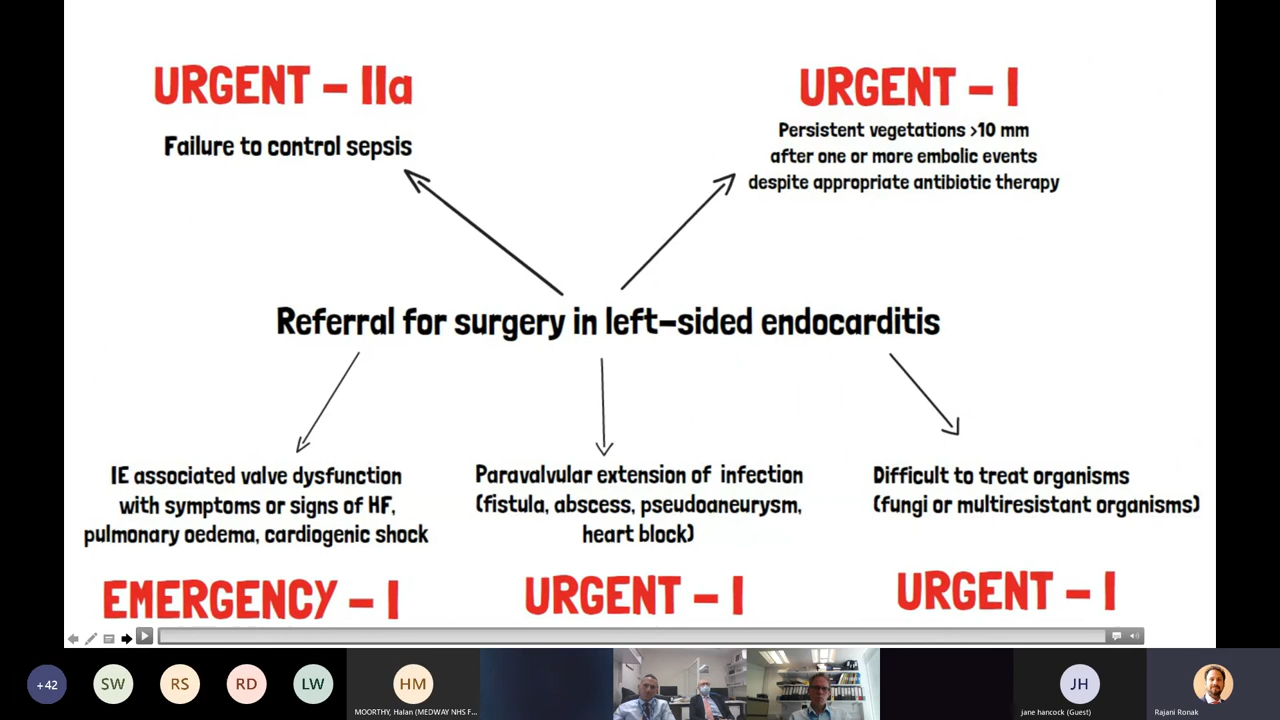 URGENT – IIa
Failure to control sepsis
URGENT – I
Persistent vegetations >10 mm
after one or more embolic events
despite appropriate antibiotic therapy
Referral for surgery in left-sided endocarditis
IE associated valve dysfunction
with symptoms or signs of HF,
pulmonary oedema, cardiogenic shock
EMERGENCY – I
Paravalvular extension of infection
(fistula, abscess, pseudoaneurysm,
heart block)
URGENT – I
Difficult to treat organisms
(fungi or multiresistant organisms)
URGENT – I
+42
SW
RS
RD
LW
HM
MOORTHY, Halan (MEDWAY NHS F...
JH
jane hancock (Guest)
Rajani Ronak